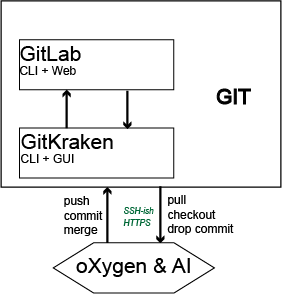 GitLab
CLI + Web
GIT
GitKraken
CLI + GUI
push
commit
merge
SSH-ish
HTTPS
pull
checkout
drop commit
oXygen & AI